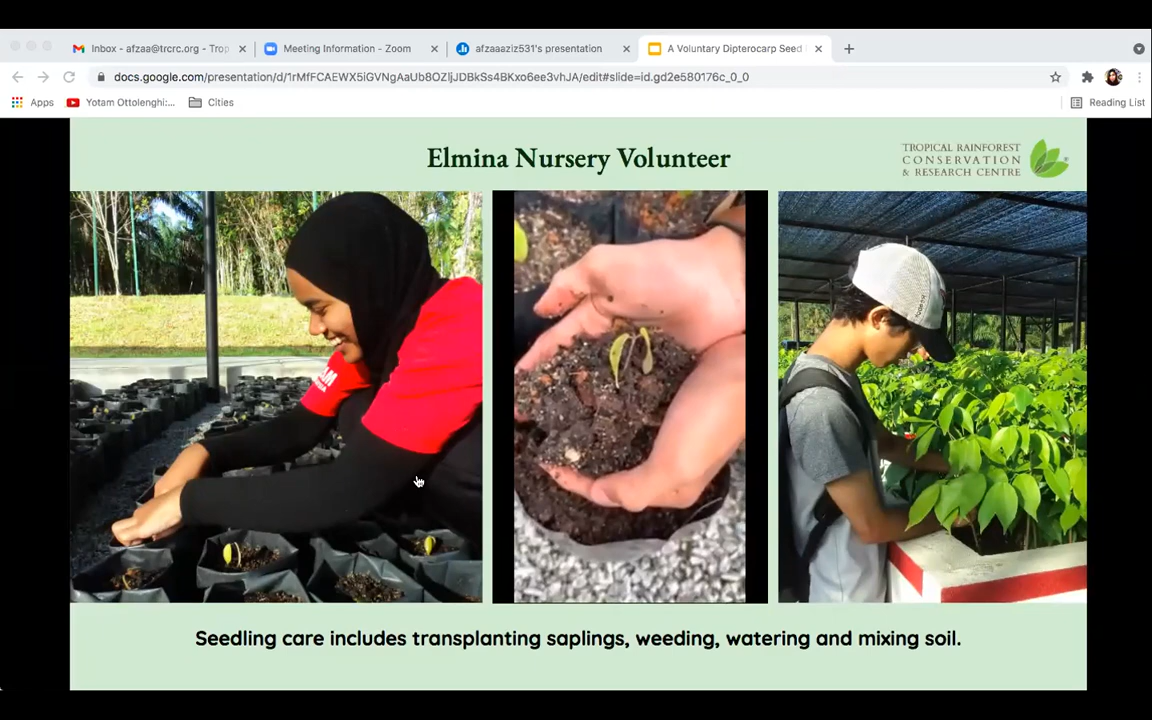 Inbox - afzaa@trcrc.org - Trop
Meeting Information - Zoom
afzaaaziz531's presentation
A Voluntary Dipterocarp Seed
docs.google.com/presentation/d/1rMfFCAEWX5iGVNgAaUb8OZljJDBkSs4BKxo6ee3vhJA/edit#slide=id.gd2e580176c_0_0
Apps
Yotam Ottolenghi:...
Cities
Reading List
Elmina Nursery Volunteer
TROPICAL RAINFOREST
CONSERVATION
& RESEARCH CENTRE
Seedling care includes transplanting saplings, weeding, watering and mixing soil.